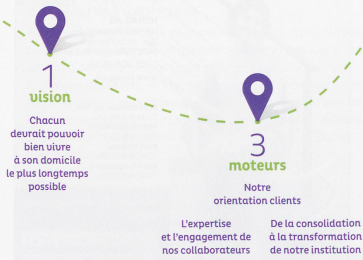 1
vision
Chacun
devrait pouvoir
bien vivre
à son domicile
le plus longtemps
possible
3
moteurs
Notre
orientation clients
L'expertise
et l'engagement de
nos collaborateurs
De la consolidation
à la transformation
de notre institution